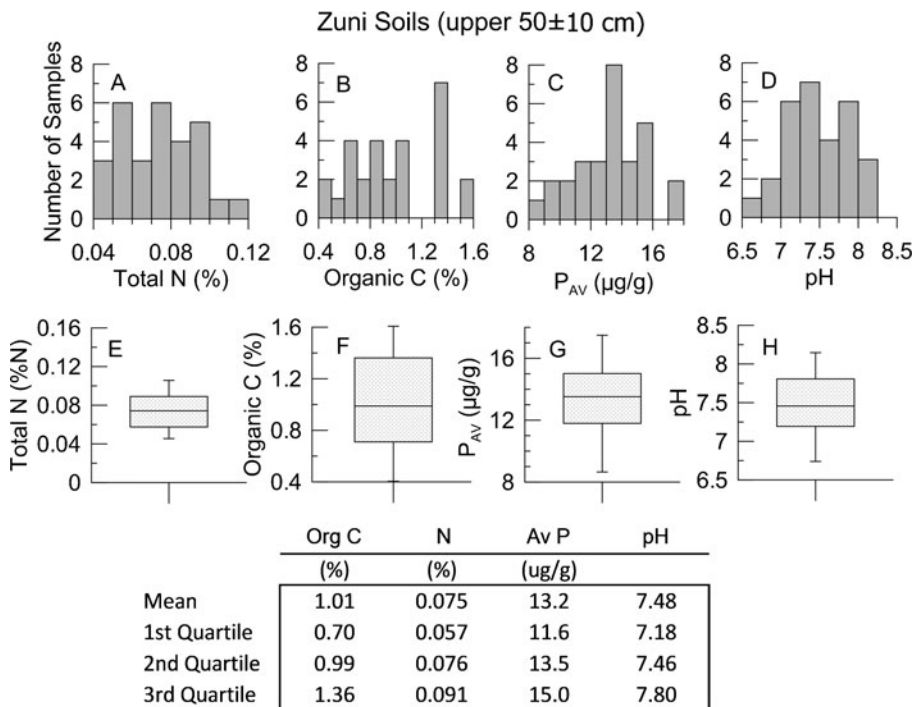 Zuni Soils (upper 50±10 cm)
Number of Samples
A
8
6
4
2
0
0.04 0.08 0.12
Total N (%)
B
8
6
4
2
0
0.4 0.8 1.2 1.6
Organic C (%)
C
8
6
4
2
0
8 12 16
P_AV (µg/g)
D
8
6
4
2
0
6.5 7 7.5 8 8.5
pH
Total N (%N)
E
0.16
0.12
0.08
0.04
0
Organic C (%)
F
1.6
1.2
0.8
0.4
P_AV (µg/g)
G
16
12
8
pH
H
8.5
8
7.5
7
6.5
Org C N Av P pH
(%) (%) (ug/g)
Mean 1.01 0.075 13.2 7.48
1st Quartile 0.70 0.057 11.6 7.18
2nd Quartile 0.99 0.076 13.5 7.46
3rd Quartile 1.36 0.091 15.0 7.80